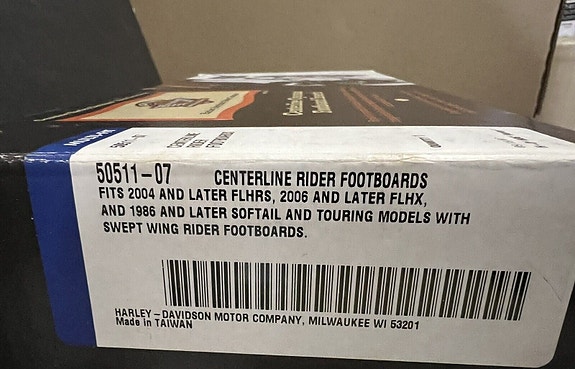 50511-07 CENTERLINE RIDER FOOTBOARDS
FITS 2004 AND LATER FLHRS, 2006 AND LATER FLHX,
AND 1986 AND LATER SOFTAIL AND TOURING MODELS WITH
SWEPT WING RIDER FOOTBOARDS.
HARLEY-DAVIDSON MOTOR COMPANY, MILWAUKEE WI 53201
Made in TAIWAN